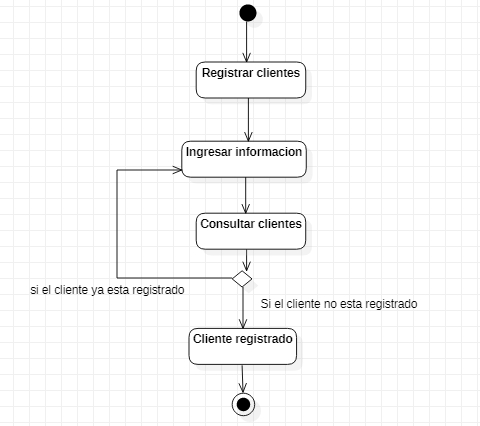 Registrar clientes
Ingresar informacion
Consultar clientes
si el cliente ya esta registrado
Si el cliente no esta registrado
Cliente registrado